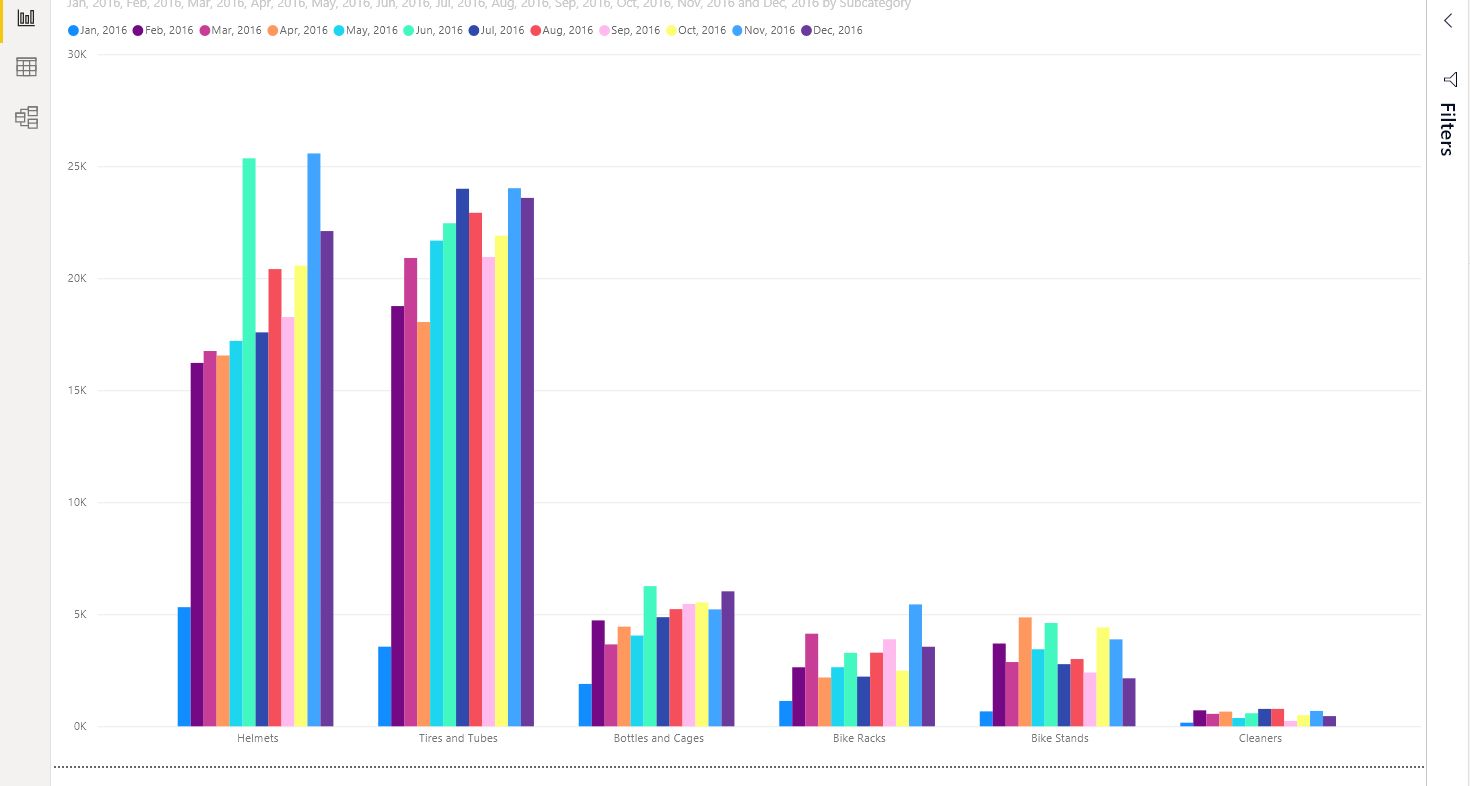 Jan, 2016, Feb, 2016, Mar, 2016, Apr, 2016, May, 2016, Jun, 2016, Jul, 2016, Aug, 2016, Sep, 2016, Oct, 2016, Nov, 2016 and Dec, 2016 by Subcategory
Jan, 2016 Feb, 2016 Mar, 2016 Apr, 2016 May, 2016 Jun, 2016 Jul, 2016 Aug, 2016 Sep, 2016 Oct, 2016 Nov, 2016 Dec, 2016
30K
25K
20K
15K
10K
5K
0K
Helmets Tires and Tubes Bottles and Cages Bike Racks Bike Stands Cleaners
Filters